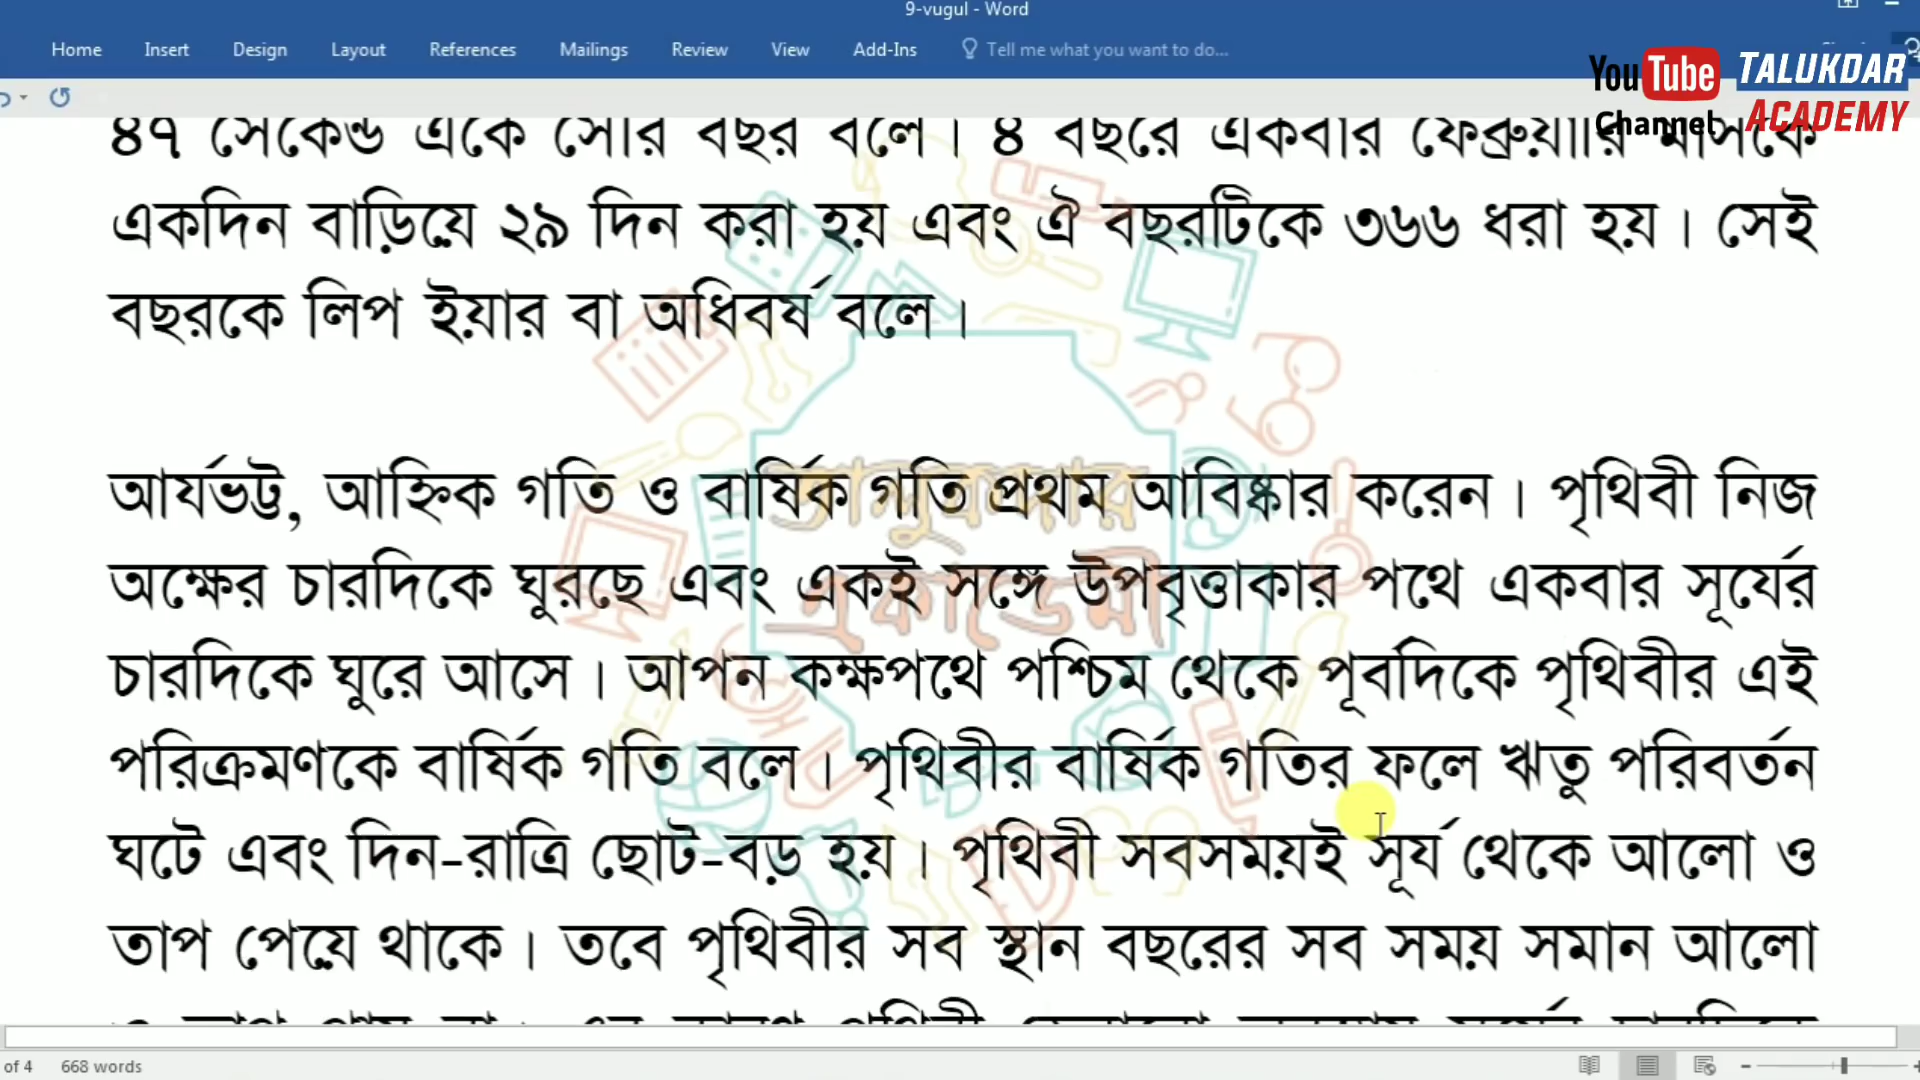 9-vugul - Word
Home Insert Design Layout References Mailings Review View Add-Ins Tell me what you want to do...
YouTube Channel TALUKDAR ACADEMY
৪৭ সেকেন্ড একে সৌর বছর বলে। ৪ বছরে একবার ফেব্রুয়ারি মাসকে
একদিন বাড়িয়ে ২৯ দিন করা হয় এবং ঐ বছরটিকে ৩৬৬ ধরা হয়। সেই
বছরকে লিপ ইয়ার বা অধিবর্ষ বলে।
আর্যভট্ট, আহ্নিক গতি ও বার্ষিক গতি প্রথম আবিষ্কার করেন। পৃথিবী নিজ
অক্ষের চারদিকে ঘুরছে এবং একই সঙ্গে উপবৃত্তাকার পথে একবার সূর্যের
চারদিকে ঘুরে আসে। আপন কক্ষপথে পশ্চিম থেকে পূর্বদিকে পৃথিবীর এই
পরিক্রমণকে বার্ষিক গতি বলে। পৃথিবীর বার্ষিক গতির ফলে ঋতু পরিবর্তন
ঘটে এবং দিন-রাত্রি ছোট-বড় হয়। পৃথিবী সবসময়ই সূর্য থেকে আলো ও
তাপ পেয়ে থাকে। তবে পৃথিবীর সব স্থান বছরের সব সময় সমান আলো
তালুকদার
একাডেমী
of 4 668 words